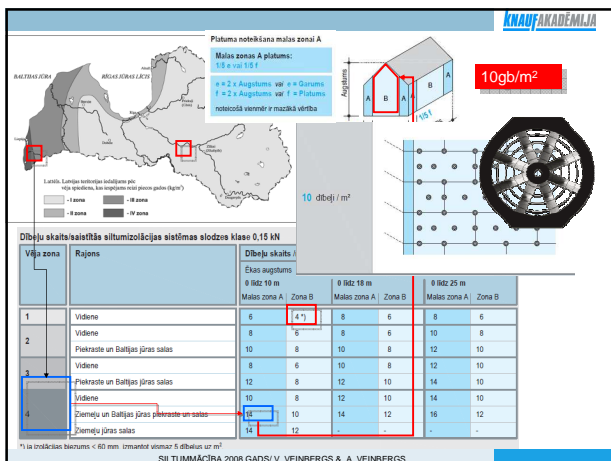 KNAUF AKADĒMIJA
Platuma noteikšana malas zonai A
Malas zonas A platums:
1/5 e vai 1/5 f
e = 2 x Augstums vai e = Garums
f = 2 x Augstums vai f = Platums
noteicošā vienmēr ir mazākā vērtība
Augstums
A
B
A
B
A
1/5 f
10gb/m²
BALTIJAS JŪRA
RĪGAS JŪRAS LĪCIS
10 dībeļi / m²
1.attēls. Latvijas teritorijas iedalījums pēc
vēja spiediena, kas iespējams reizi piecos gados (kg/m²)
- I zona
- III zona
- II zona
- IV zona
Dībeļu skaits/saistītās siltumizolācijas sistēmas slodzes klase 0,15 kN
Vēja zona
Rajons
Dībeļu skaits /
Ēkas augstums
0 līdz 10 m
0 līdz 18 m
0 līdz 25 m
Malas zona A
Zona B
Malas zona A
Zona B
Malas zona A
Zona B
1 Vidiene 6 4 *) 8 6 8 6
2 Vidiene 8 6 8 6 10 8
Piekraste un Baltijas jūras salas 10 8 10 8 12 10
3 Vidiene 8 6 10 8 12 10
Piekraste un Baltijas jūras salas 12 8 12 10 14 10
4 Vidiene 10 8 12 10 14 10
Ziemeļu un Baltijas jūras piekraste un salas 14 10 14 12 16 12
Ziemeļu jūras salas 14 12 - - - -
*) ja izolācijas biezums < 60 mm, izmantot vismaz 5 dībeļus uz m²
SILTUMMĀCĪBA 2008.GADS/ V. VEINBERGS & A. VEINBERGS